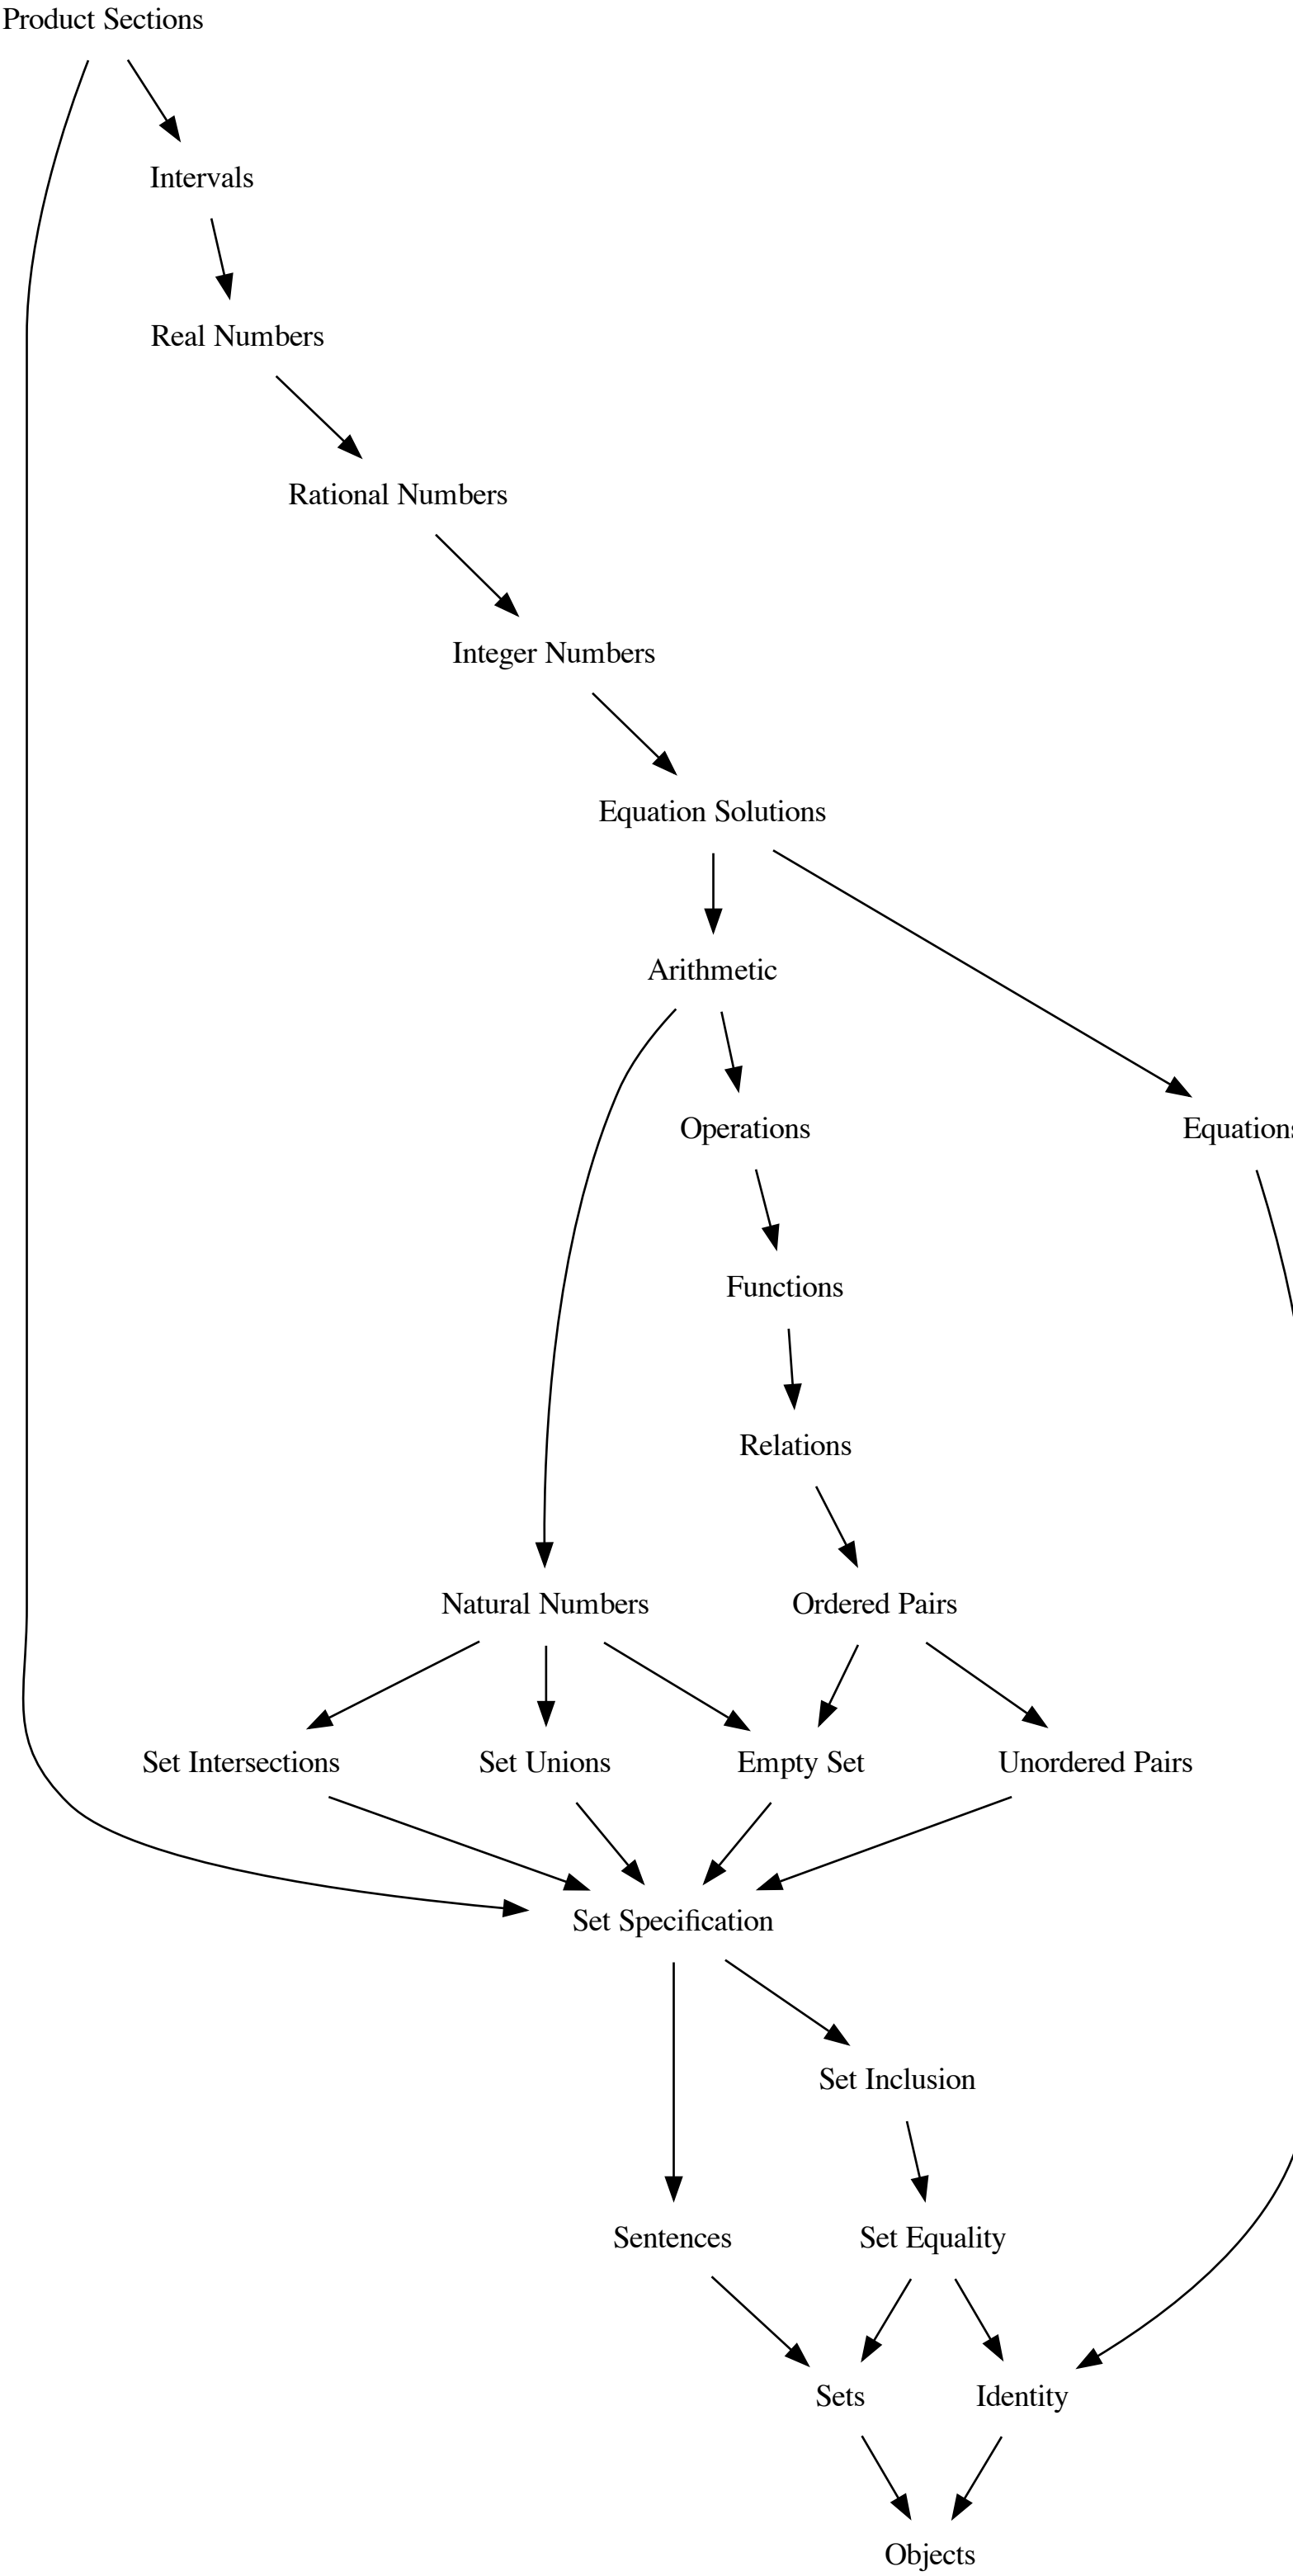 Product Sections
Intervals
Real Numbers
Rational Numbers
Integer Numbers
Equation Solutions
Arithmetic
Operations
Equations
Functions
Relations
Natural Numbers
Ordered Pairs
Set Intersections
Set Unions
Empty Set
Unordered Pairs
Set Specification
Set Inclusion
Sentences
Set Equality
Sets
Identity
Objects